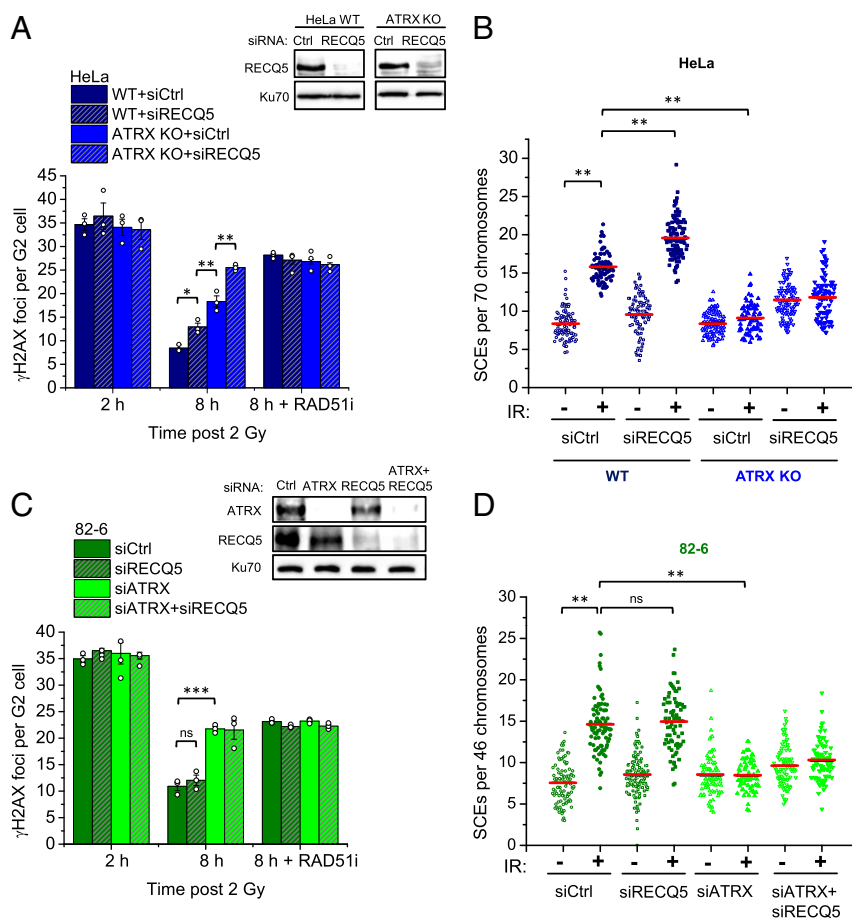 A
HeLa WT
ATRX KO
siRNA: Ctrl RECQ5 Ctrl RECQ5
RECQ5
Ku70
HeLa
WT+siCtrl
WT+siRECQ5
ATRX KO+siCtrl
ATRX KO+siRECQ5
γH2AX foci per G2 cell
45
40
35
30
25
20
15
10
5
0
* ** **
2 h 8 h 8 h + RAD51i
Time post 2 Gy
B
HeLa
SCEs per 70 chromosomes
30
25
20
15
10
5
0
**
**
**
IR: - + - + - + - +
siCtrl siRECQ5 siCtrl siRECQ5
WT ATRX KO
C
siRNA: Ctrl ATRX RECQ5 ATRX+
RECQ5
ATRX
RECQ5
Ku70
82-6
siCtrl
siRECQ5
siATRX
siATRX+siRECQ5
γH2AX foci per G2 cell
40
35
30
25
20
15
10
5
0
***
ns
2 h 8 h 8 h + RAD51i
Time post 2 Gy
D
82-6
SCEs per 46 chromosomes
30
25
20
15
10
5
0
**
** ns
IR: - + - + - + - +
siCtrl siRECQ5 siATRX siATRX+
siRECQ5